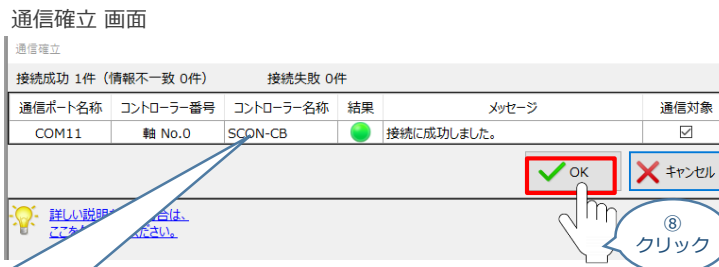 通信確立 画面
通信確立
接続成功 1件（情報不一致 0件） 接続失敗 0件
通信ポート名称 コントローラー番号 コントローラー名称 結果 メッセージ 通信対象
COM11 軸 No.0 SCON-CB 接続に成功しました。
OK キャンセル
詳しい説明
合は、
ださい。
⑧
クリック